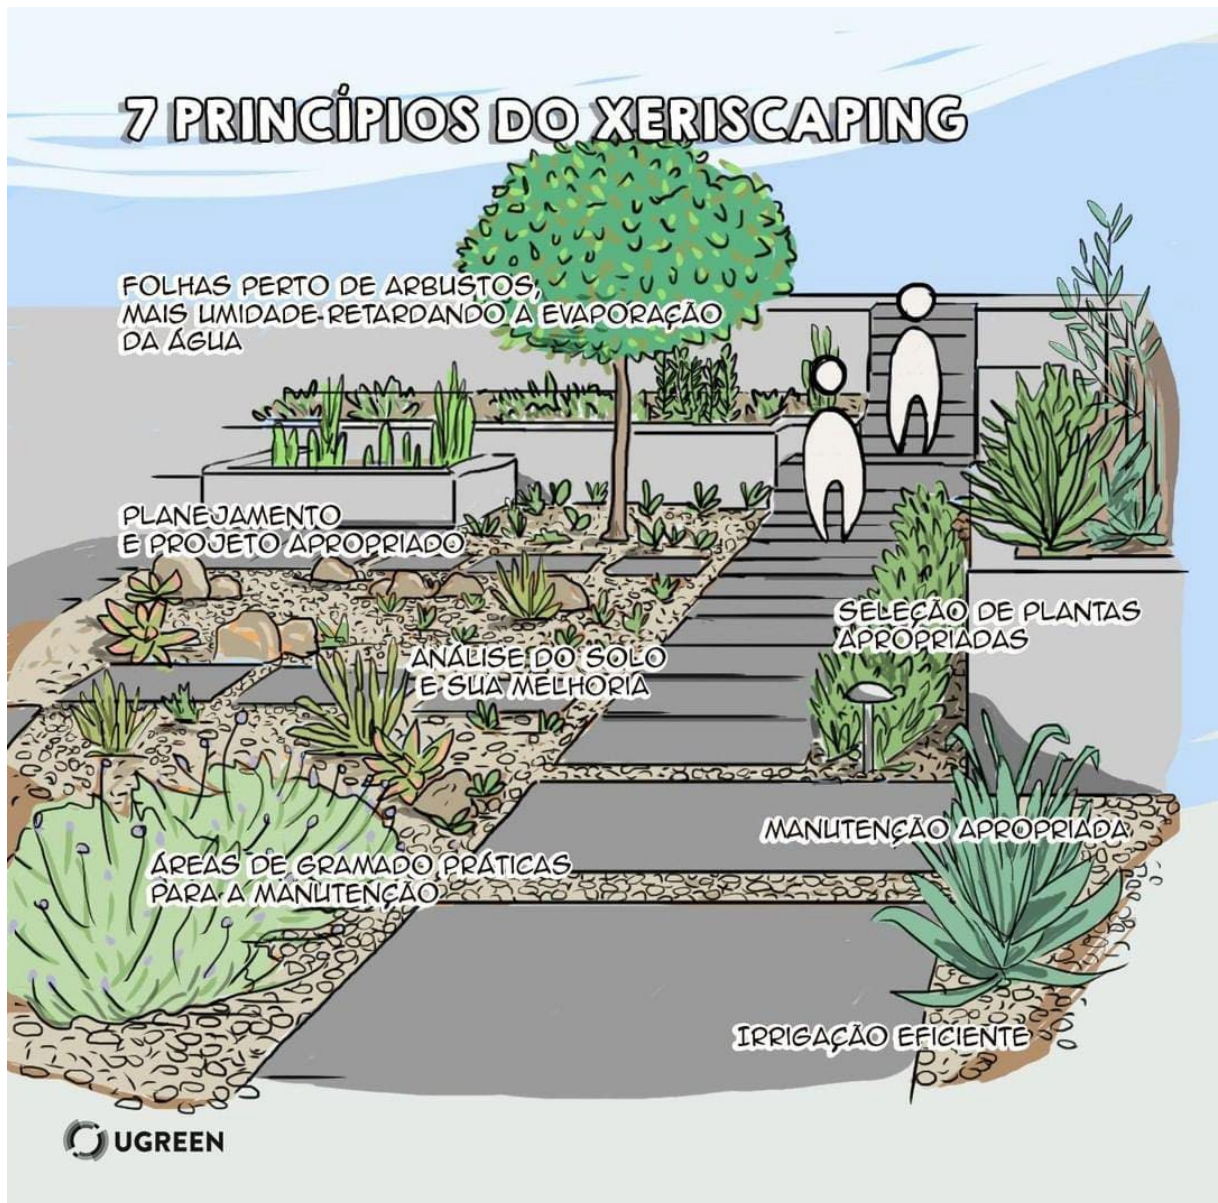 7 PRINCÍPIOS DO XERISCAPING
FOLHAS PERTO DE ARBUSTOS,
MAIS UMIDADE RETARDANDO A EVAPORAÇÃO
DA ÁGUA
PLANEJAMENTO
E PROJETO APROPRIADO
SELEÇÃO DE PLANTAS
APROPRIADAS
ANÁLISE DO SOLO
E SUA MELHORIA
MANUTENÇÃO APROPRIADA
ÁREAS DE GRAMADO PRÁTICAS
PARA A MANUTENÇÃO
IRRIGAÇÃO EFICIENTE
UGREEN